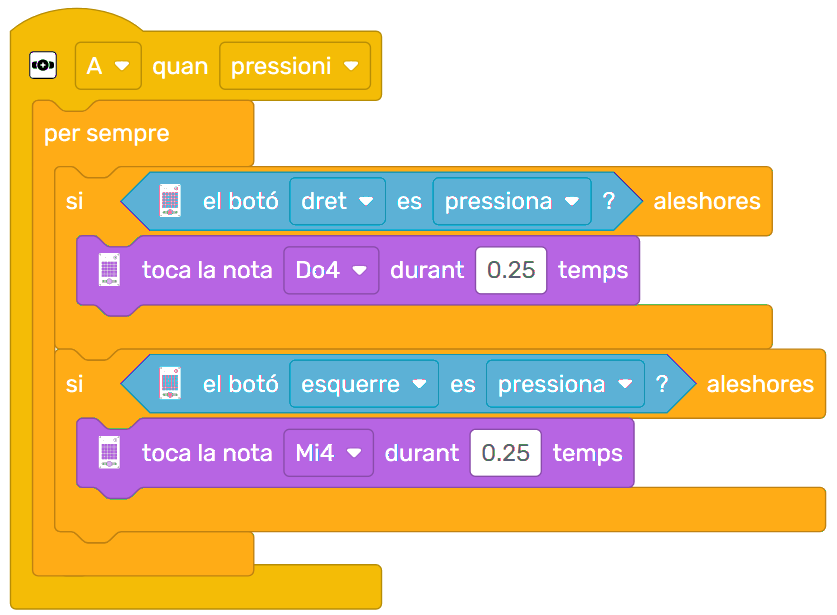 A quan pressioni
per sempre
si el botó dret es pressiona ? aleshores
toca la nota Do4 durant 0.25 temps
si el botó esquerre es pressiona ? aleshores
toca la nota Mi4 durant 0.25 temps